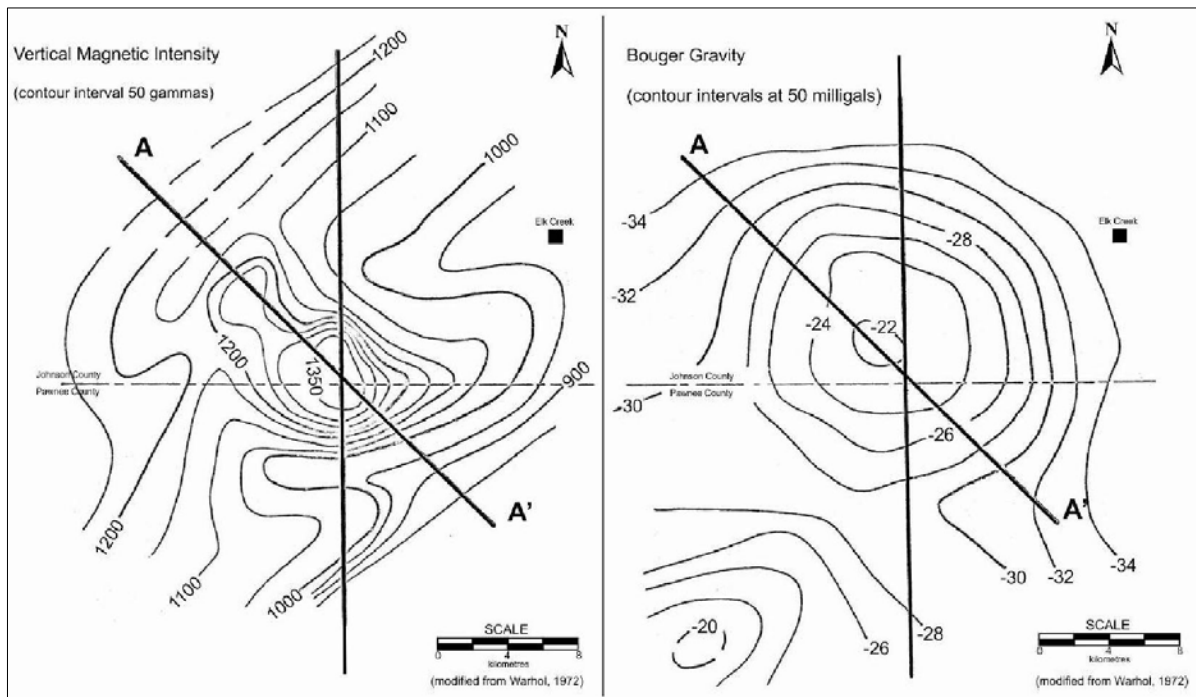 Vertical Magnetic Intensity
(contour interval 50 gammas)
N
1200
1100
1000
A
Elk Creek
1200
1350
Johnson County
Pawnee County
900
A'
1200
1100
1000
SCALE
0 4 8
kilometres
(modified from Warhol, 1972)
Bouger Gravity
(contour intervals at 50 milligals)
N
A
-34
-28
Elk Creek
-32
-24
-22
Johnson County
Pawnee County
-30
-26
A'
-30
-32
-34
-20
-26
-28
SCALE
0 4 8
kilometres
(modified from Warhol, 1972)